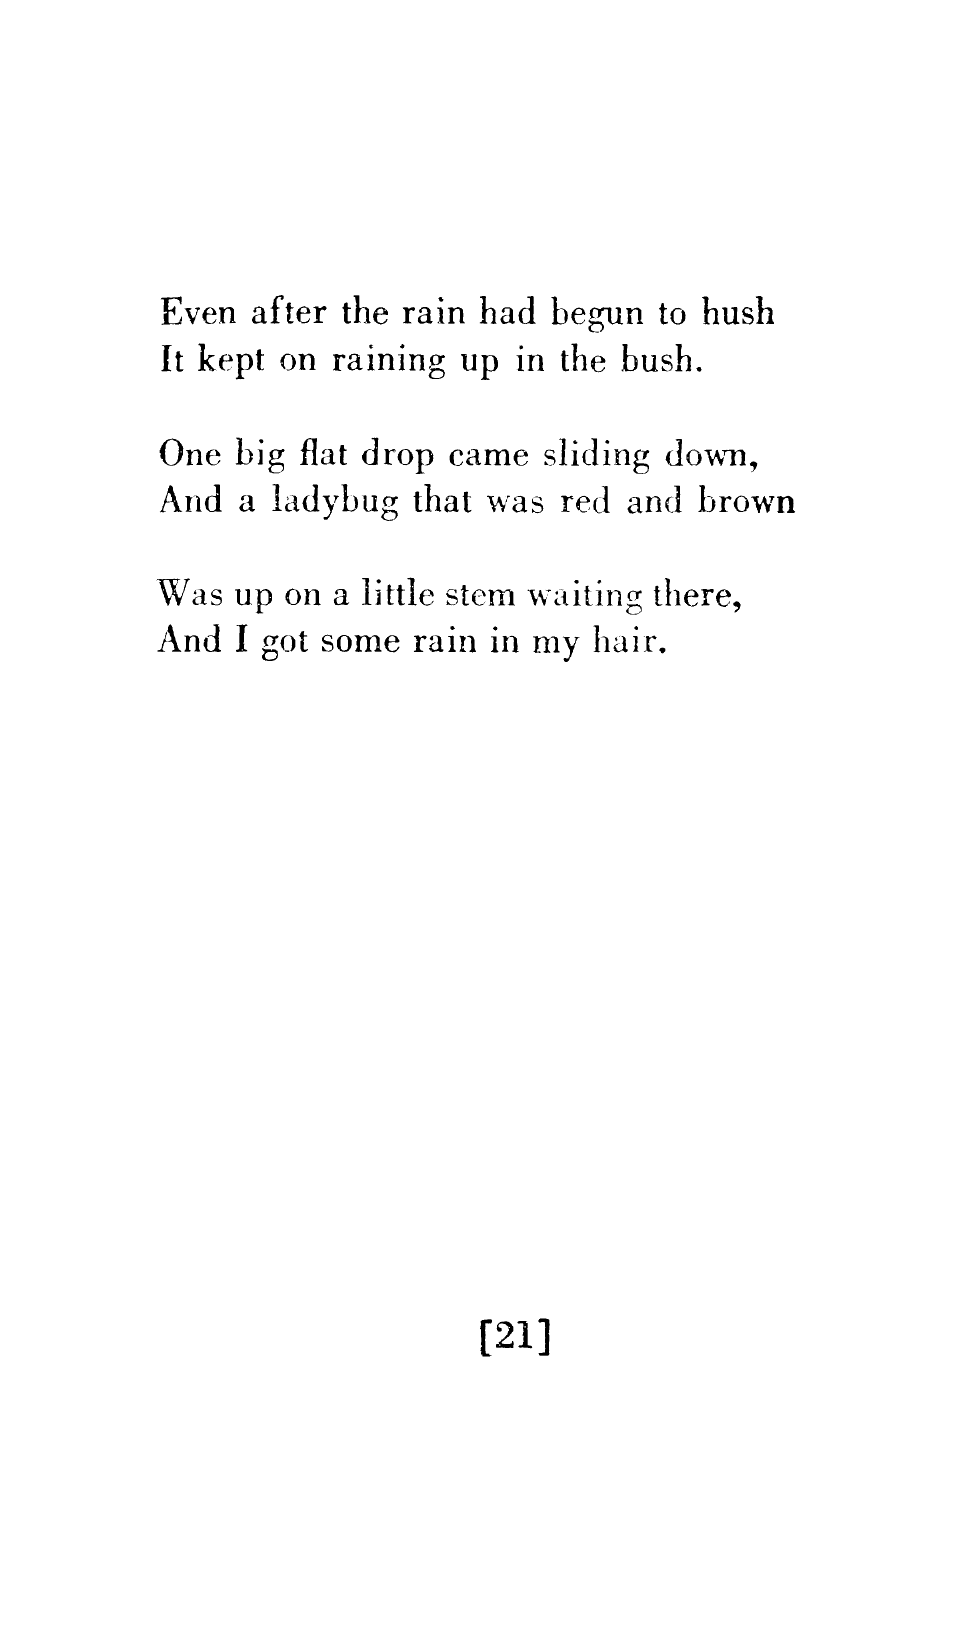 Even after the rain had begun to hush
It kept on raining up in the bush.

One big flat drop came sliding down,
And a ladybug that was red and brown

Was up on a little stem waiting there,
And I got some rain in my hair.

[21]